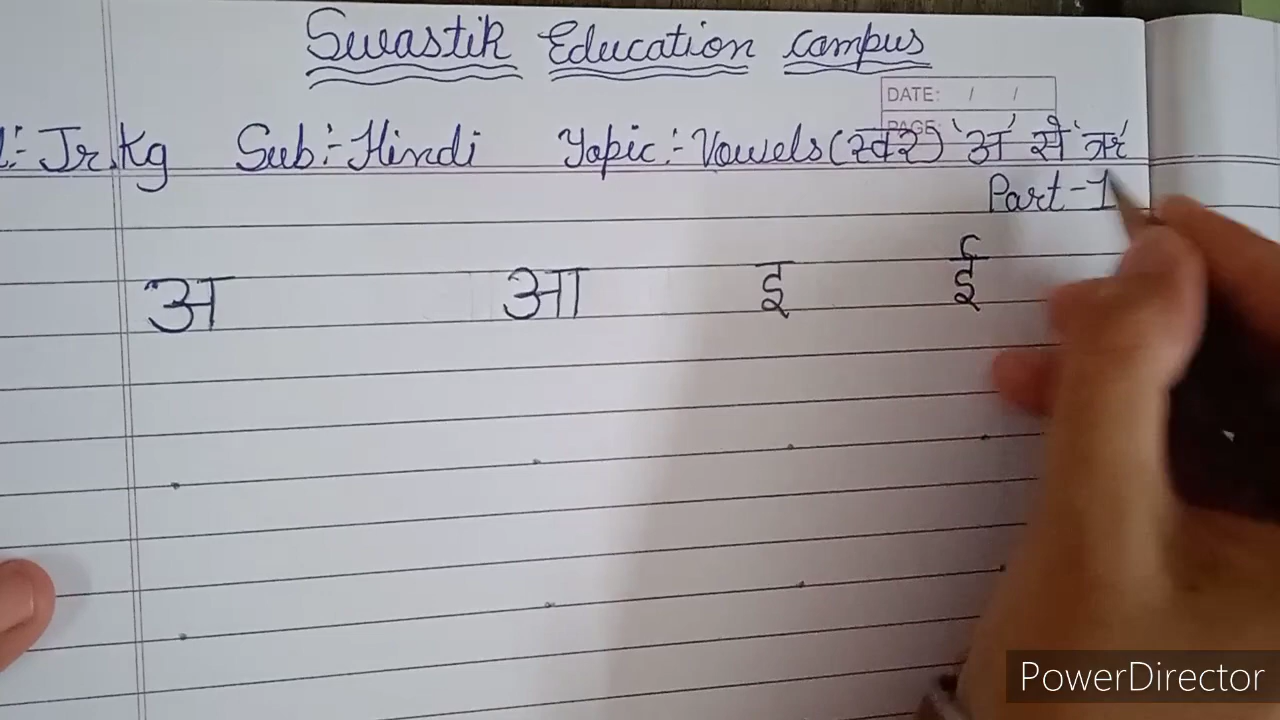 Swastik Education campus
DATE: / /
PAGE:
:- Jr.Kg Sub:- Hindi Topic:- Vowels (स्वर) 'अ' से 'ऋ'
Part-1
अ आ इ ई
PowerDirector